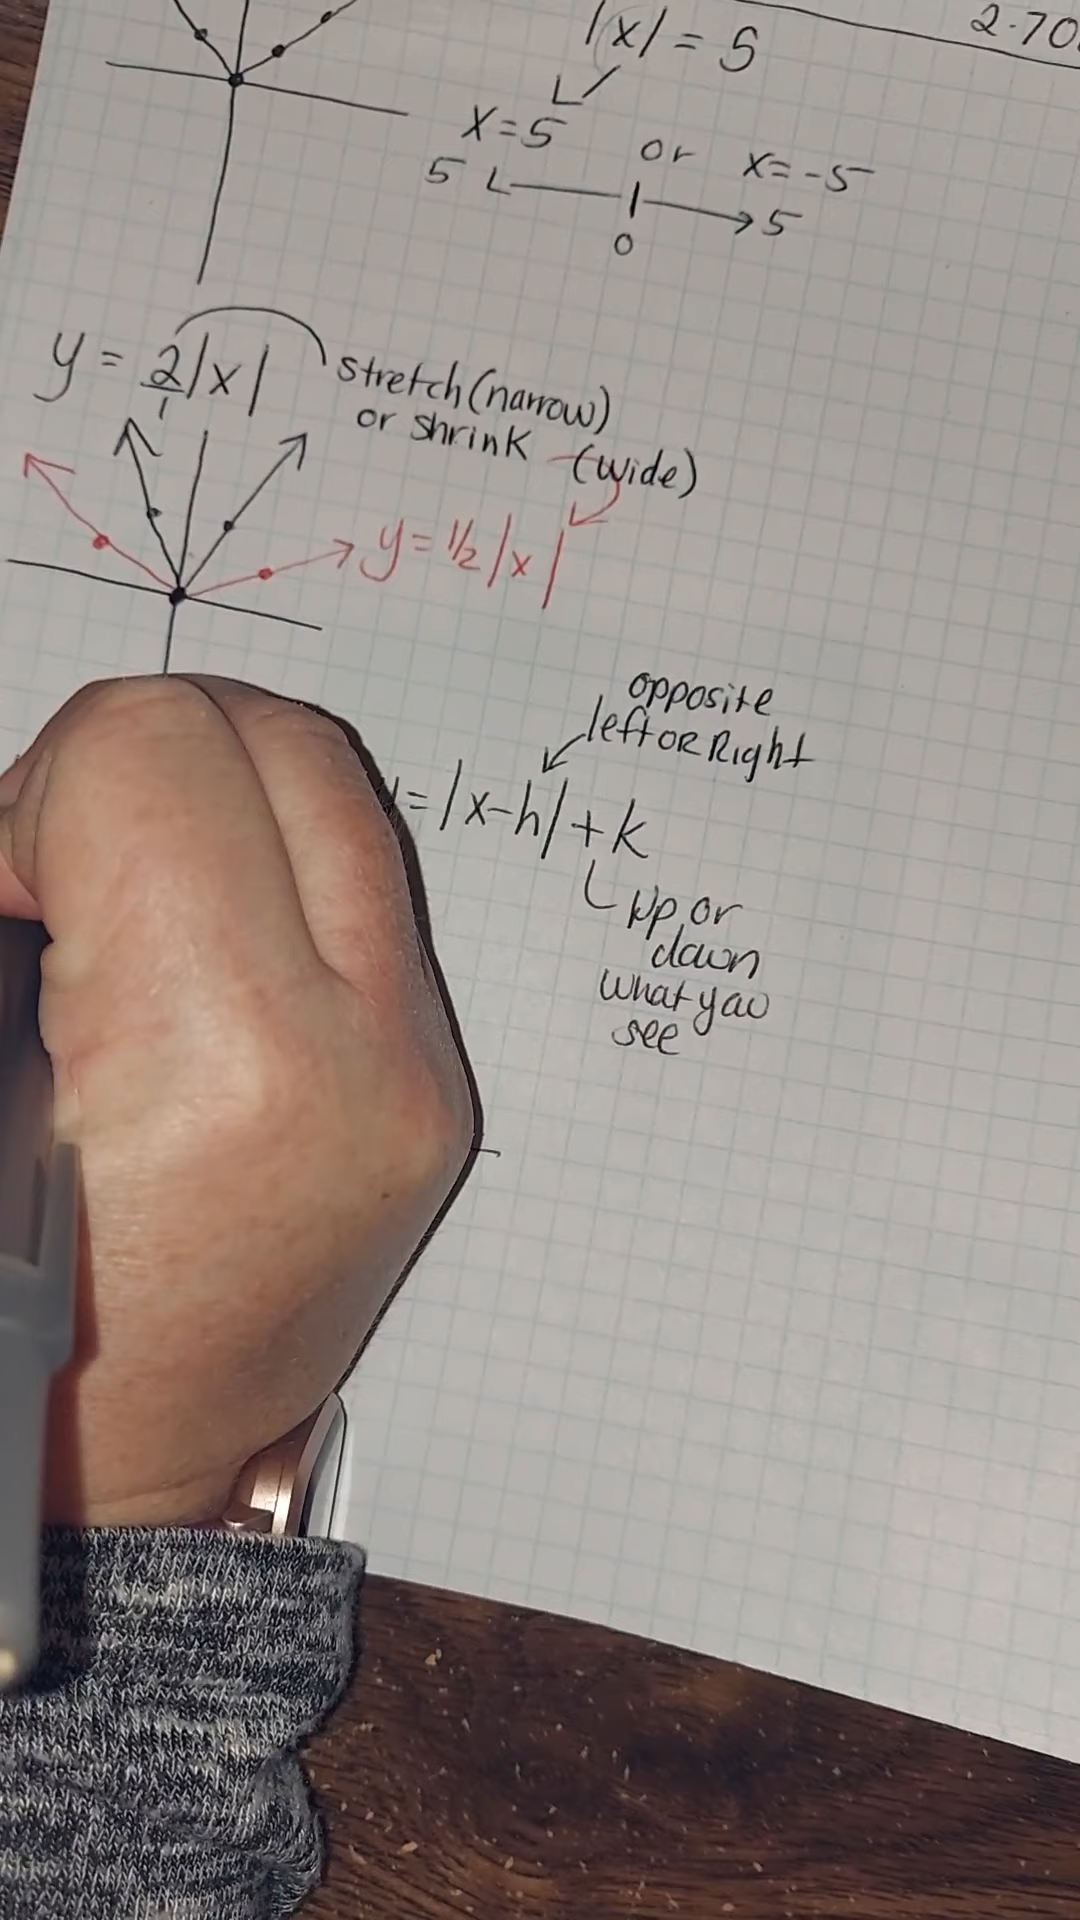 |x| = 5
2.70
x=5 or x=-5
5 5
0
y = 2|x|
1
stretch (narrow)
or shrink (wide)
y= 1/2 |x|
opposite
left OR Right
= |x-h| + k
Up or
down
what you
see